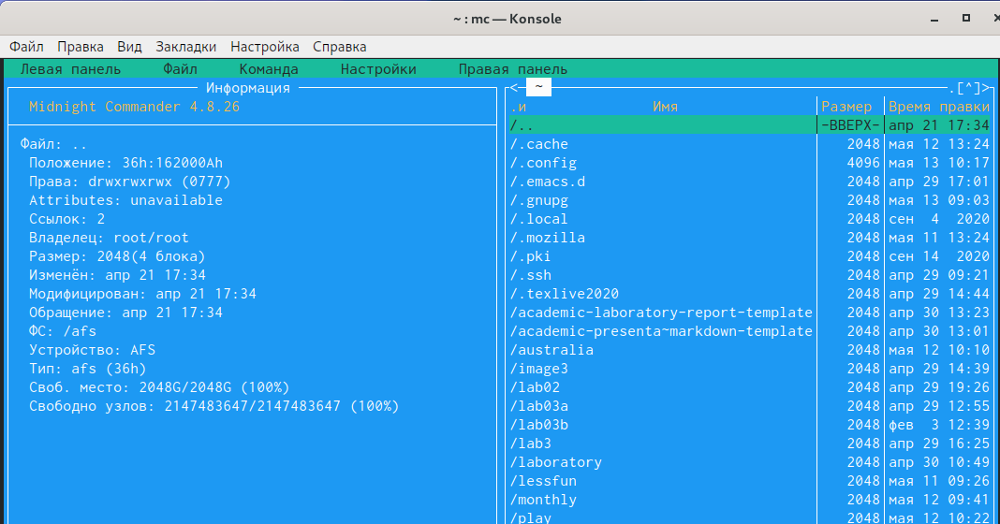 ~ : mc — Konsole
Файл Правка Вид Закладки Настройка Справка
Левая панель Файл Команда Настройки Правая панель
Информация
Midnight Commander 4.8.26
Файл: ..
Положение: 36h:162000Ah
Права: drwxrwxrwx (0777)
Attributes: unavailable
Ссылок: 2
Владелец: root/root
Размер: 2048(4 блока)
Изменён: апр 21 17:34
Модифицирован: апр 21 17:34
Обращение: апр 21 17:34
ФС: /afs
Устройство: AFS
Тип: afs (36h)
Своб. место: 2048G/2048G (100%)
Свободно узлов: 2147483647/2147483647 (100%)
<- ~ .[^]>
.и Имя Размер Время правки
/.. -ВВЕРХ- апр 21 17:34
/.cache 2048 мая 12 13:24
/.config 4096 мая 13 10:17
/.emacs.d 2048 апр 29 17:01
/.gnupg 2048 мая 13 09:03
/.local 2048 сен 4 2020
/.mozilla 2048 мая 11 13:24
/.pki 2048 сен 14 2020
/.ssh 2048 апр 29 09:21
/.texlive2020 2048 апр 29 14:44
/academic-laboratory-report-template 2048 апр 30 13:23
/academic-presenta~markdown-template 2048 апр 30 13:01
/australia 2048 мая 12 10:10
/image3 2048 апр 29 14:39
/lab02 2048 апр 29 19:26
/lab03a 2048 апр 29 12:55
/lab03b 2048 фев 3 12:39
/lab3 2048 апр 29 16:25
/laboratory 2048 апр 30 10:49
/lessfun 2048 мая 11 09:26
/monthly 2048 мая 12 09:41
/play 2048 мая 12 10:22